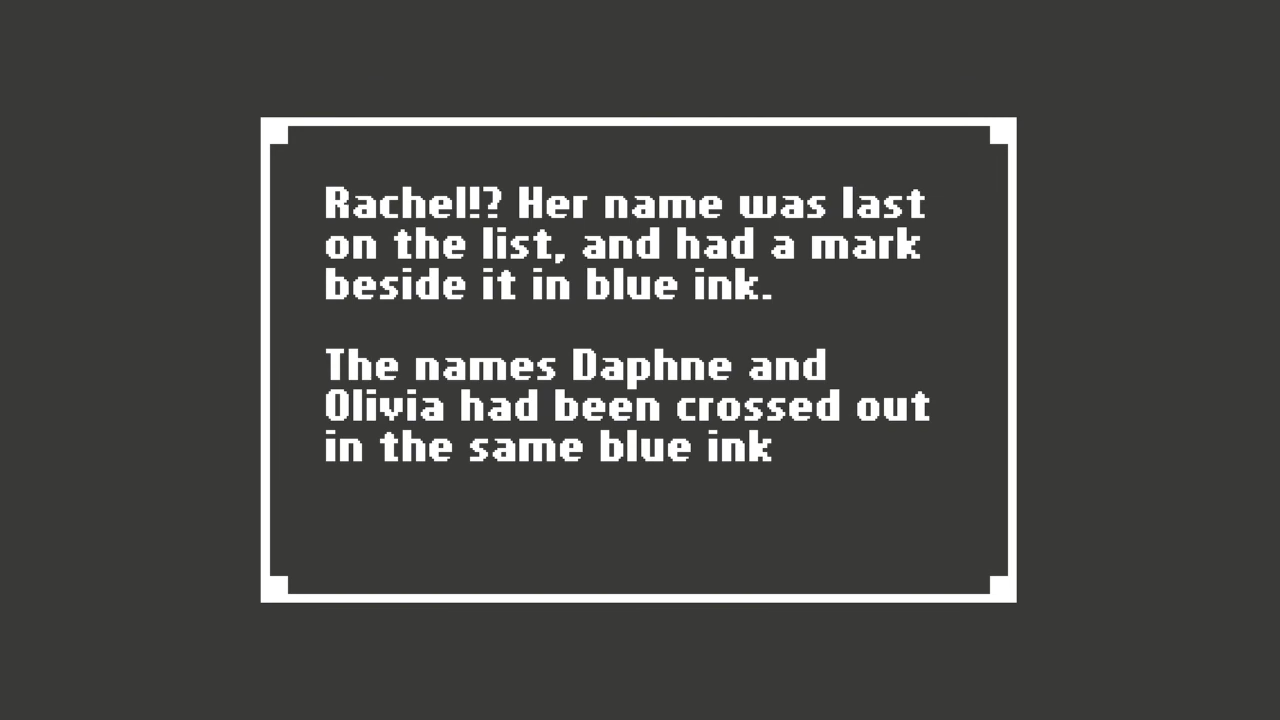 Rachel!? Her name was last
on the list, and had a mark
beside it in blue ink.
The names Daphne and
Olivia had been crossed out
in the same blue ink